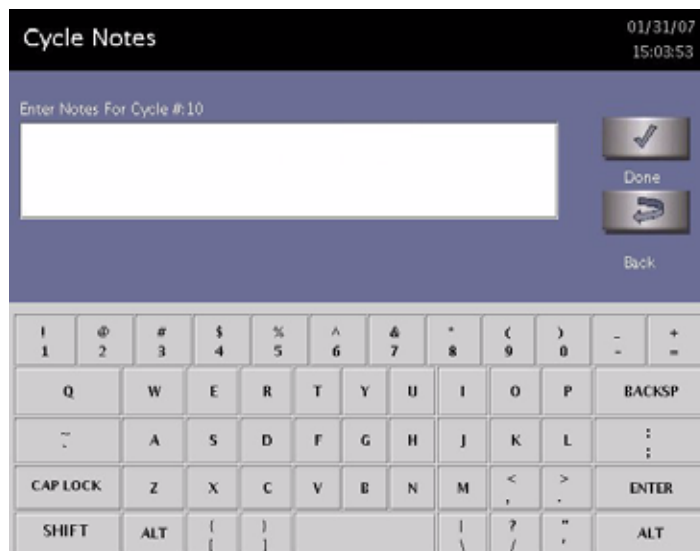 Cycle Notes
01/31/07
15:03:53
Enter Notes For Cycle #:10
Done
Back
! @ # $ % ^ & * ( ) _ +
1 2 3 4 5 6 7 8 9 0 - =
Q W E R T Y U I O P BACKSP
~ A S D F G H J K L :
;
CAP LOCK Z X C V B N M < > ENTER
, .
SHIFT ALT { } | ? " ALT
[ ] \ / '